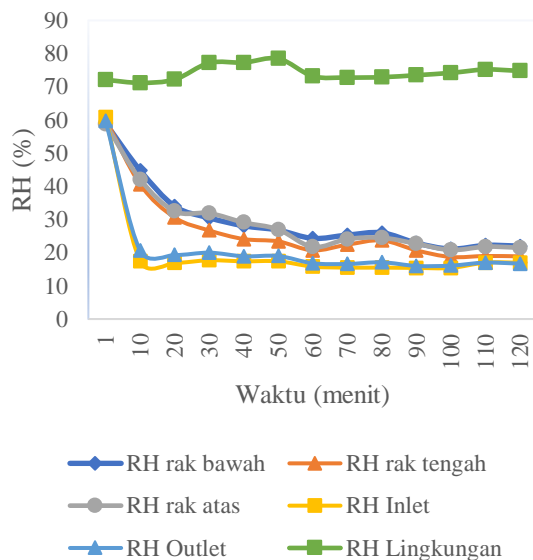 90
80
70
60
50
40
30
20
10
0
RH (%)
1 10 20 30 40 50 60 70 80 90 100 110 120
Waktu (menit)
RH rak bawah RH rak tengah
RH rak atas RH Inlet
RH Outlet RH Lingkungan